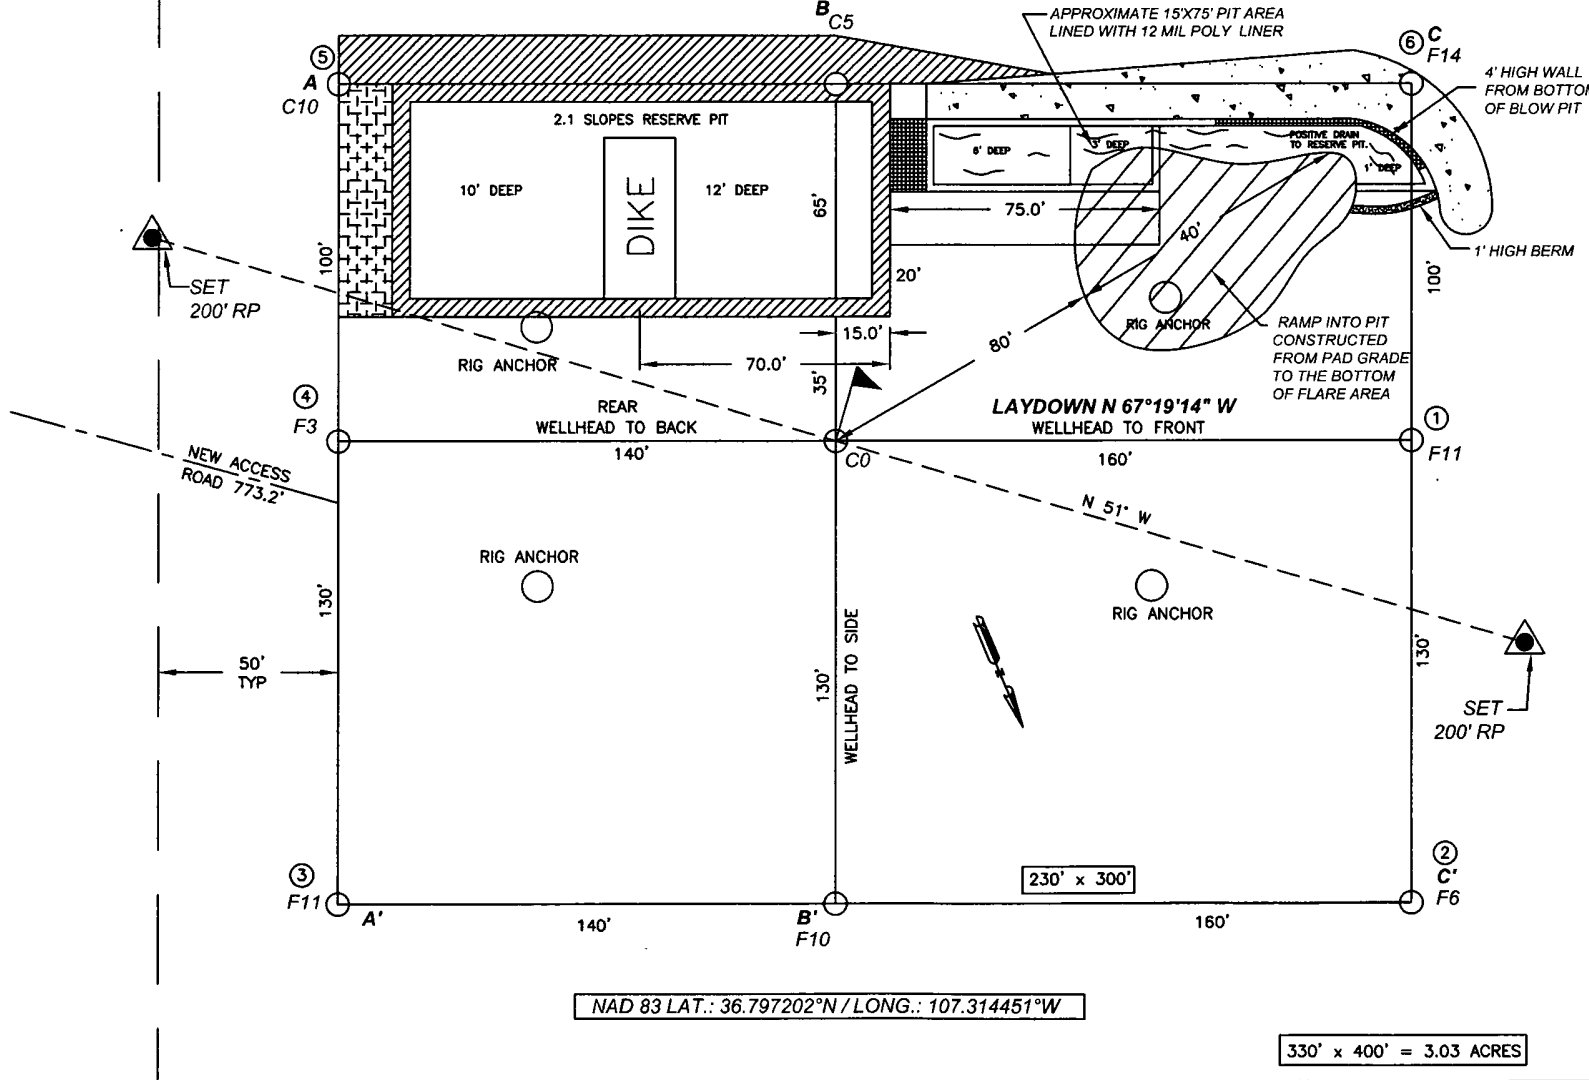 B
C5
APPROXIMATE 15'X75' PIT AREA
LINED WITH 12 MIL POLY LINER
5
A
C10
6
C
F14
4' HIGH WALL
FROM BOTTOM
OF BLOW PIT
2.1 SLOPES RESERVE PIT
10' DEEP
DIKE
12' DEEP
65'
6' DEEP
3' DEEP
POSITIVE DRAIN
TO RESERVE PIT.
1' DEEP
75.0'
40'
1' HIGH BERM
100'
20'
100'
SET
200' RP
RIG ANCHOR
15.0'
70.0'
35'
80'
RIG ANCHOR
RAMP INTO PIT
CONSTRUCTED
FROM PAD GRADE
TO THE BOTTOM
OF FLARE AREA
4
F3
REAR
WELLHEAD TO BACK
140'
LAYDOWN N 67°19'14" W
WELLHEAD TO FRONT
160'
C0
1
F11
NEW ACCESS
ROAD 773.2'
N 51° W
RIG ANCHOR
RIG ANCHOR
130'
50'
TYP
130'
WELLHEAD TO SIDE
N
130'
SET
200' RP
3
F11
A'
140'
B'
F10
230' x 300'
160'
2
C'
F6
NAD 83 LAT.: 36.797202°N / LONG.: 107.314451°W
330' x 400' = 3.03 ACRES